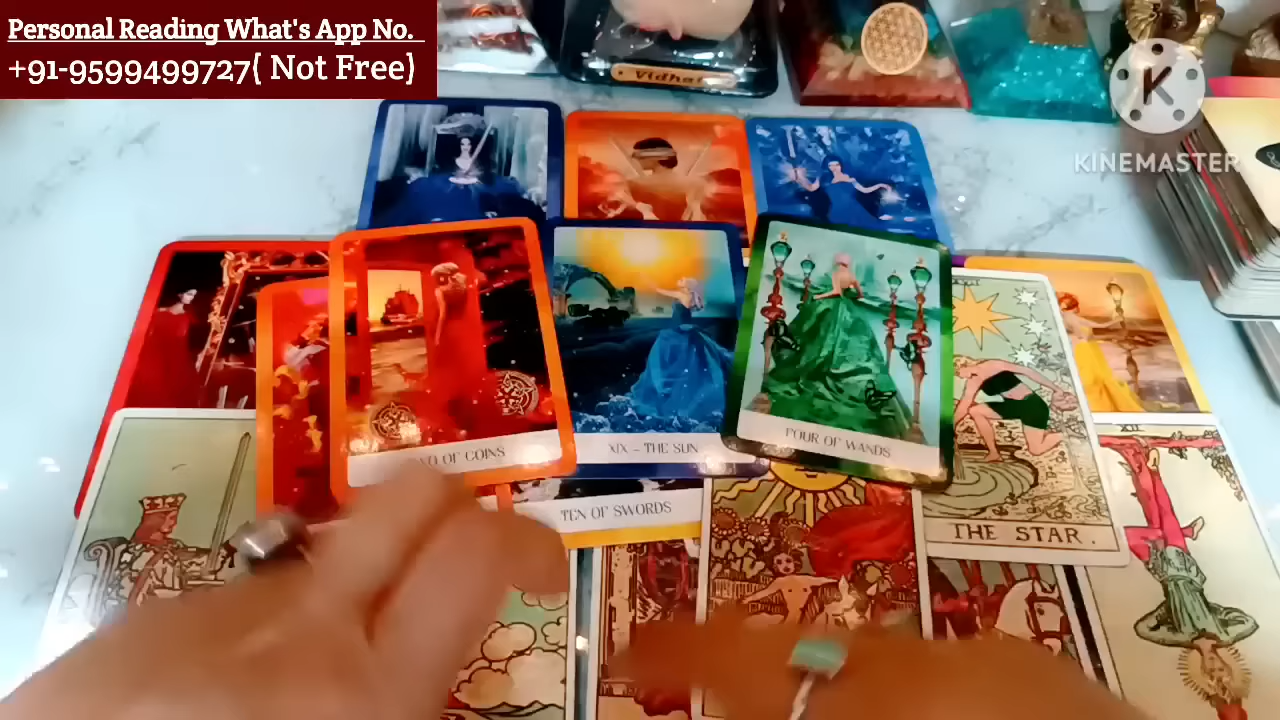 Personal Reading What's App No.
+91-9599499727( Not Free)
K
KINEMASTER
XIX – THE SUN
FOUR OF WANDS
OF COINS
TEN OF SWORDS
THE STAR.
XII